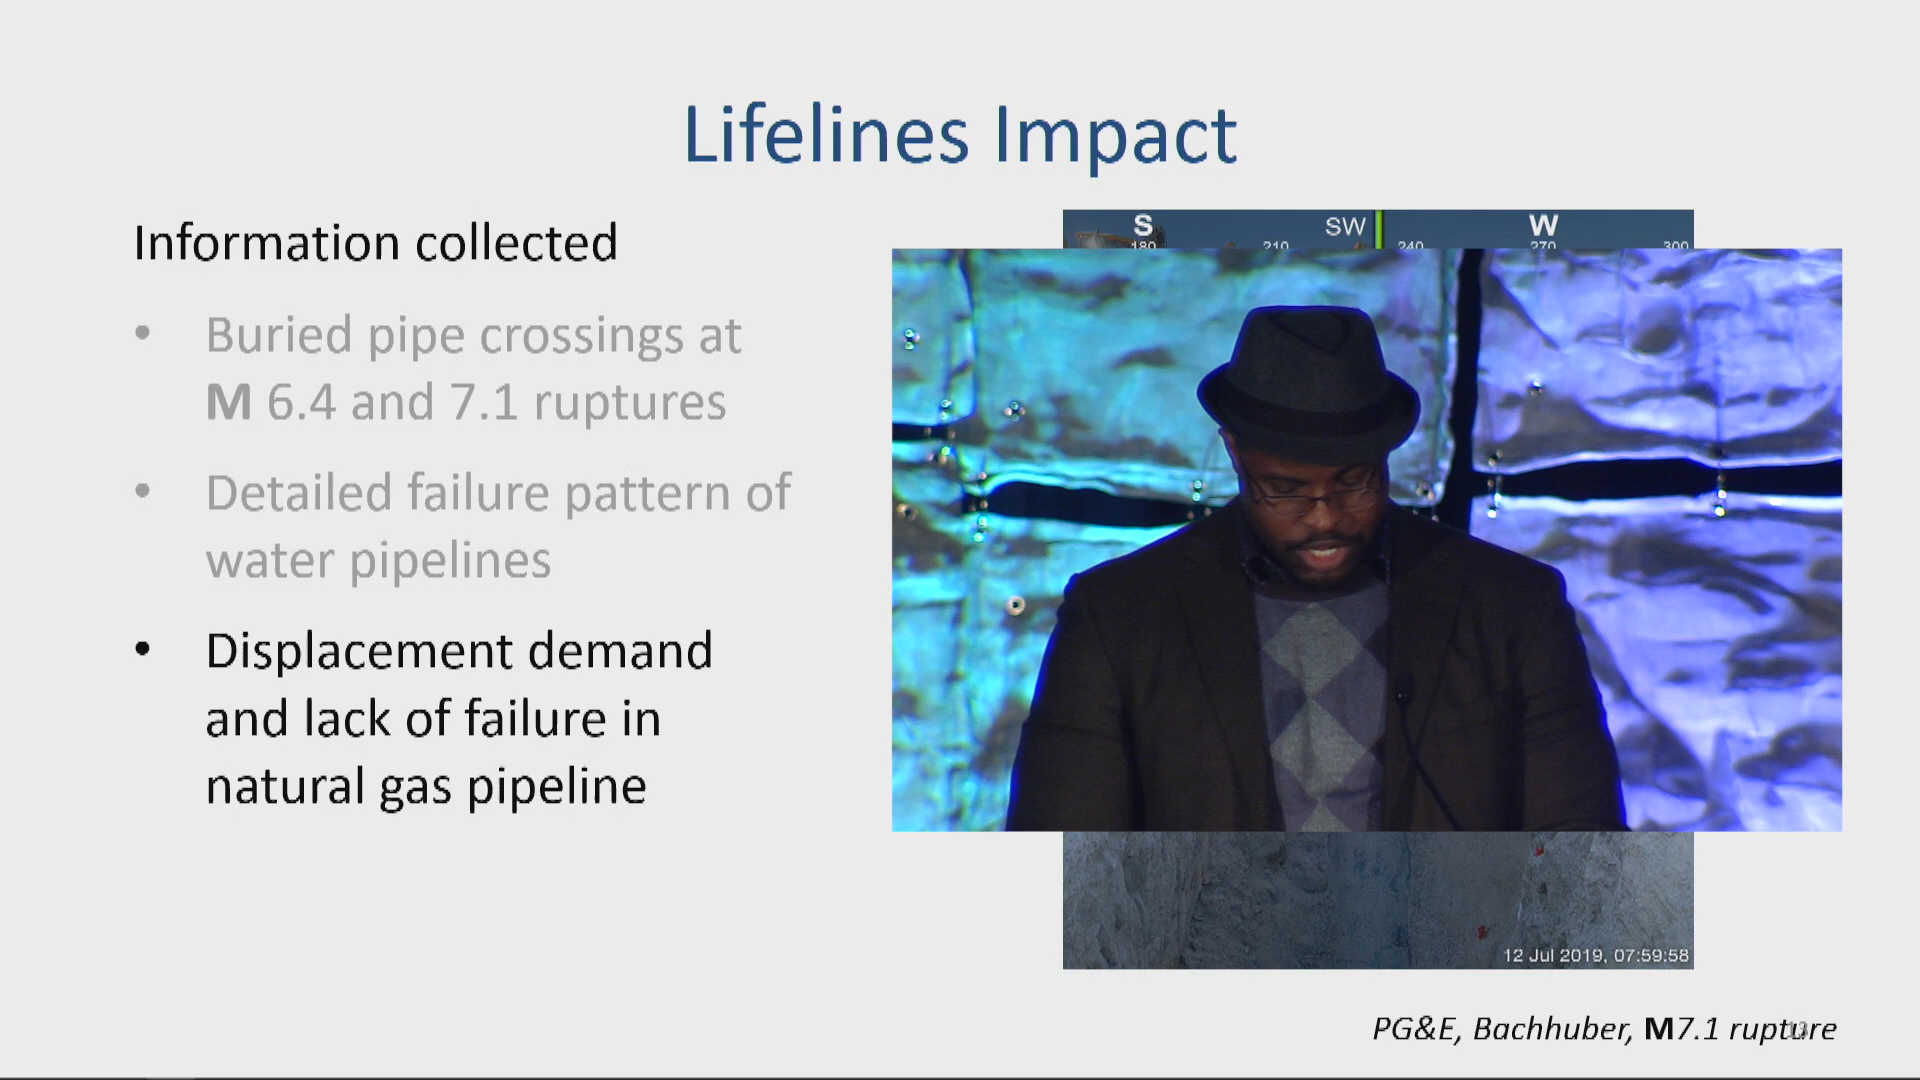 Lifelines Impact
Information collected
• Buried pipe crossings at
M 6.4 and 7.1 ruptures
• Detailed failure pattern of
water pipelines
• Displacement demand
and lack of failure in
natural gas pipeline
S SW W
180 210 240 270 300
12 Jul 2019, 07:59:58
PG&E, Bachhuber, M7.1 rupture
13